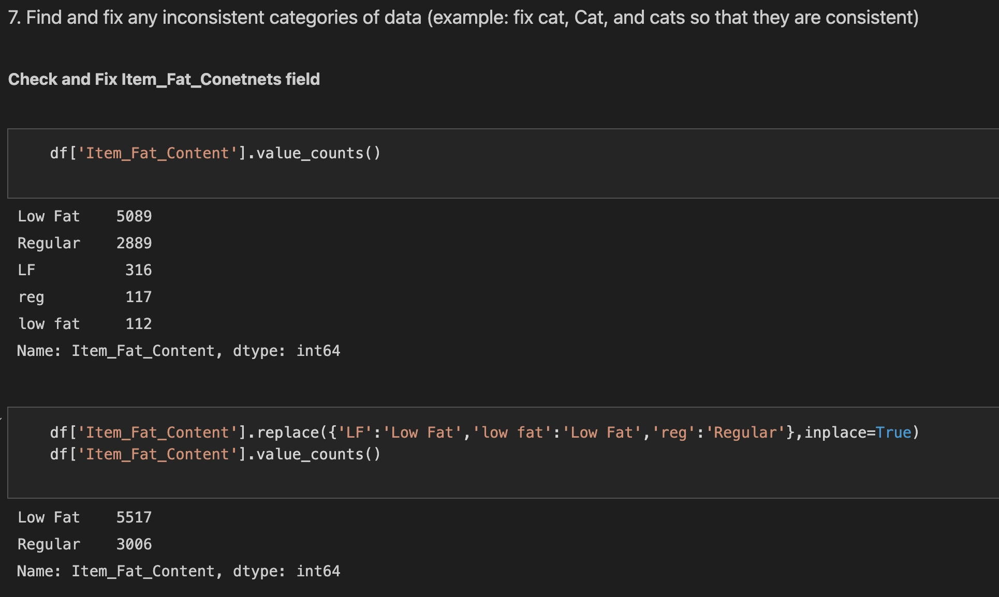 7. Find and fix any inconsistent categories of data (example: fix cat, Cat, and cats so that they are consistent)
Check and Fix Item_Fat_Conetnets field
df['Item_Fat_Content'].value_counts()
Low Fat    5089
Regular    2889
LF          316
reg         117
low fat     112
Name: Item_Fat_Content, dtype: int64
df['Item_Fat_Content'].replace({'LF':'Low Fat','low fat':'Low Fat','reg':'Regular'},inplace=True)
df['Item_Fat_Content'].value_counts()
Low Fat    5517
Regular    3006
Name: Item_Fat_Content, dtype: int64